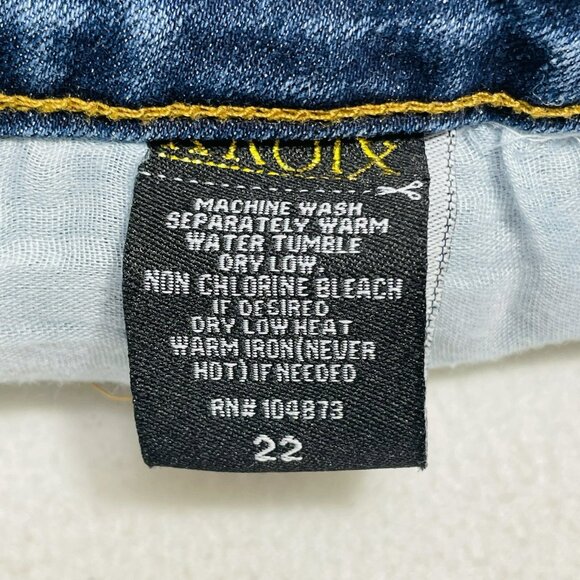 MACHINE WASH
SEPARATELY WARM
WATER TUMBLE
DRY LOW.
NON CHLORINE BLEACH
IF DESIRED
DRY LOW HEAT
WARM IRON(NEVER
HOT)IF NEEDED
RN# 104873
22